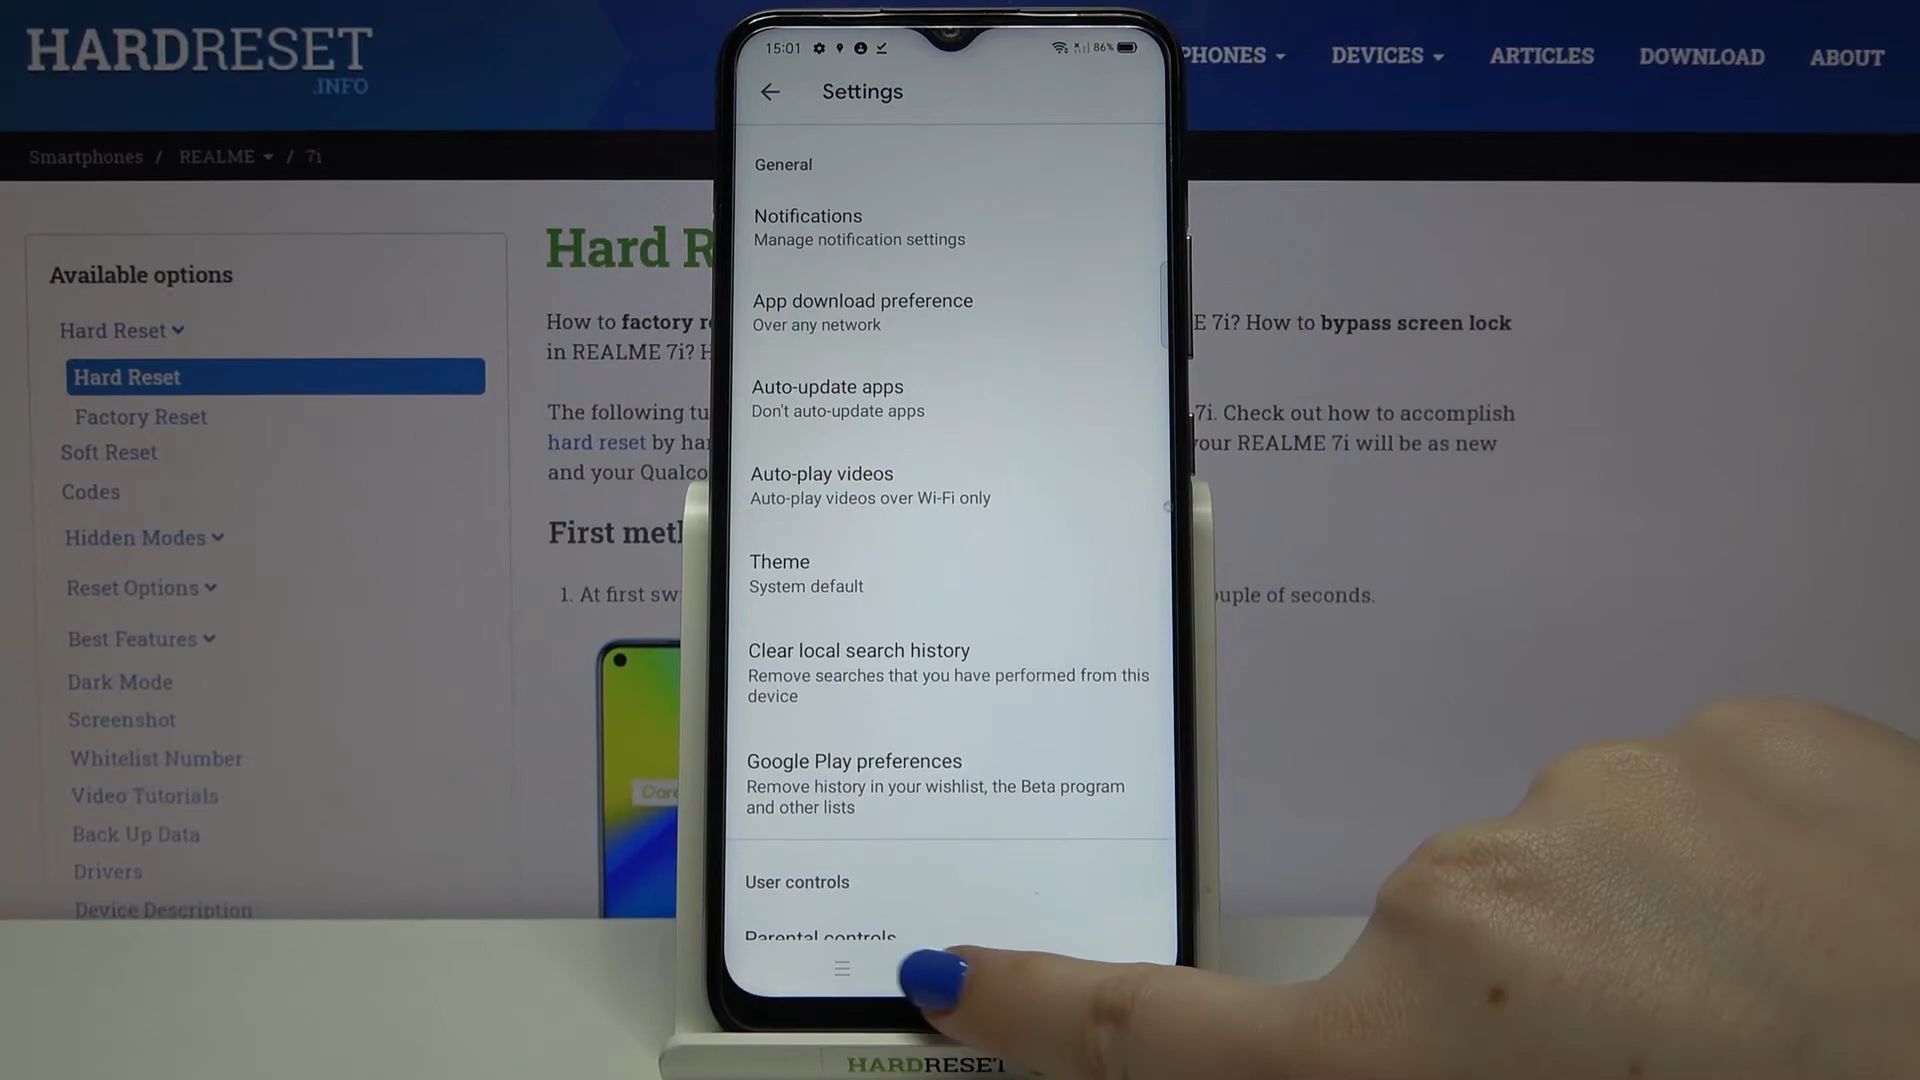 HARDRESET
.INFO
PHONES
DEVICES
ARTICLES
DOWNLOAD
ABOUT
Smartphones / REALME / 7i
Available options
Hard Reset
Hard Reset
Factory Reset
Soft Reset
Codes
Hidden Modes
Reset Options
Best Features
Dark Mode
Screenshot
Whitelist Number
Video Tutorials
Back Up Data
Drivers
Device Description
Hard R
How to factory r
in REALME 7i? H
The following tu
hard reset by har
and your Qualco
First met
1. At first sw
E 7i? How to bypass screen lock
7i. Check out how to accomplish
your REALME 7i will be as new
ouple of seconds.
15:01
86%
Settings
General
Notifications
Manage notification settings
App download preference
Over any network
Auto-update apps
Don't auto-update apps
Auto-play videos
Auto-play videos over Wi-Fi only
Theme
System default
Clear local search history
Remove searches that you have performed from this
device
Google Play preferences
Remove history in your wishlist, the Beta program
and other lists
User controls
Parental controls
HARDRESET